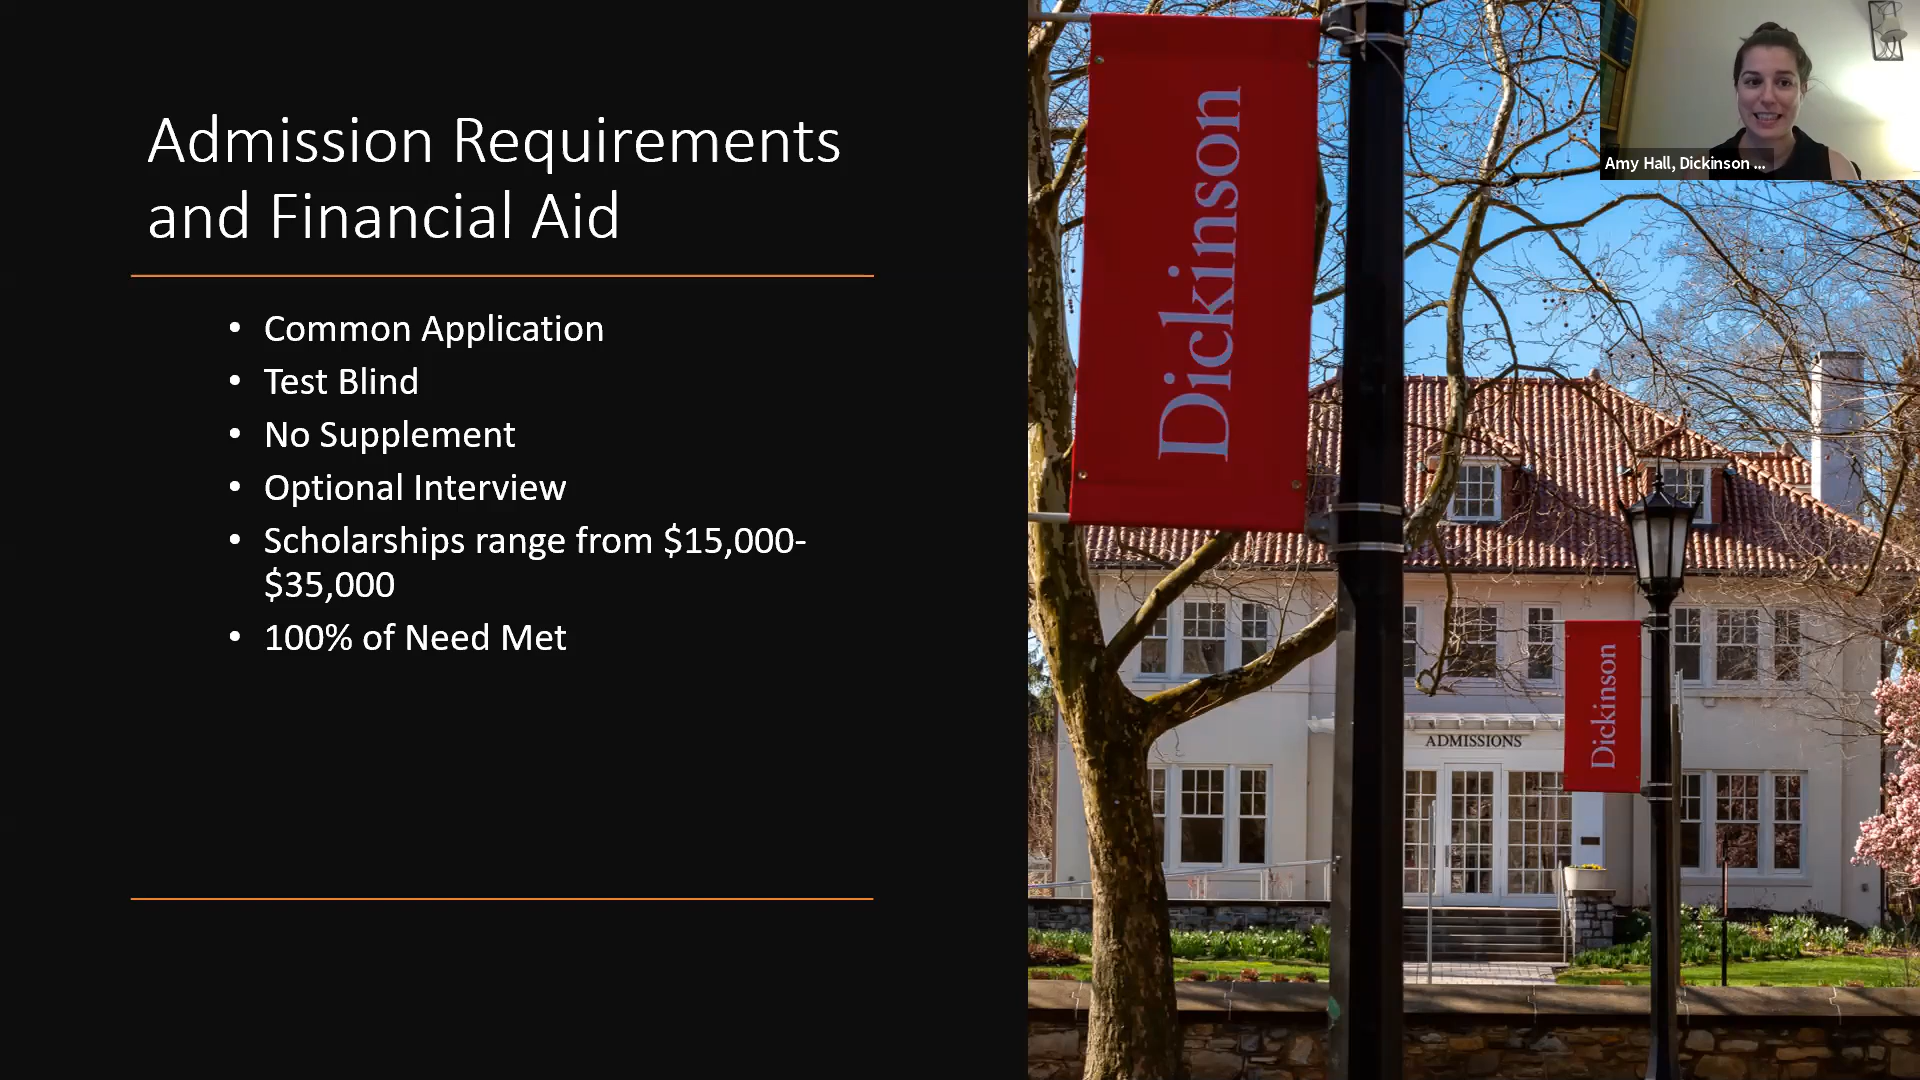 Admission Requirements
and Financial Aid
• Common Application
• Test Blind
• No Supplement
• Optional Interview
• Scholarships range from $15,000-
$35,000
• 100% of Need Met
Dickinson
Dickinson
ADMISSIONS
Amy Hall, Dickinson ...